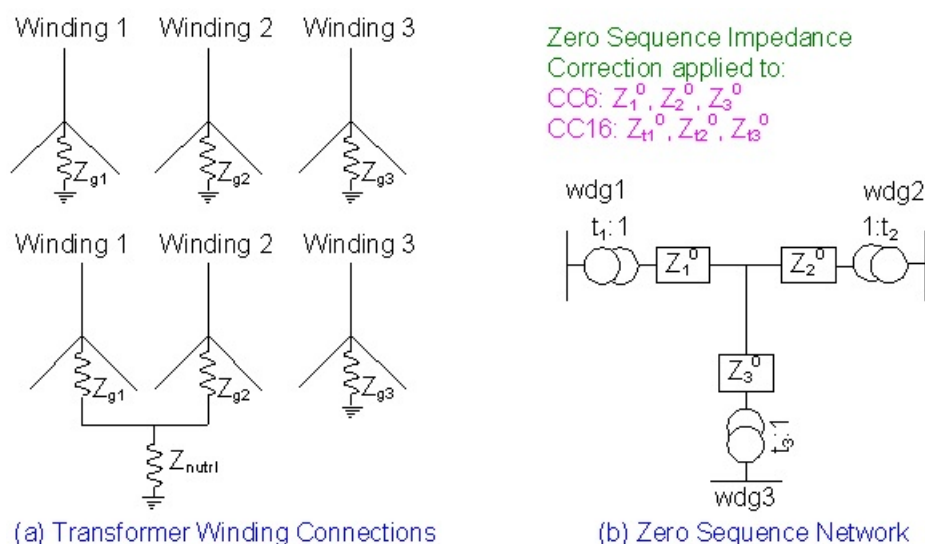 Winding 1 Winding 2 Winding 3
Zg1 Zg2 Zg3
Winding 1 Winding 2 Winding 3
Zg1 Zg2 Zg3
Znutrl
(a) Transformer Winding Connections
Zero Sequence Impedance
Correction applied to:
CC6: Z₁⁰, Z₂⁰, Z₃⁰
CC16: Zt1⁰, Zt2⁰, Zt3⁰
wdg1 wdg2
t₁:1 1:t₂
Z₁⁰ Z₂⁰
Z₃⁰
t₃:1
wdg3
(b) Zero Sequence Network